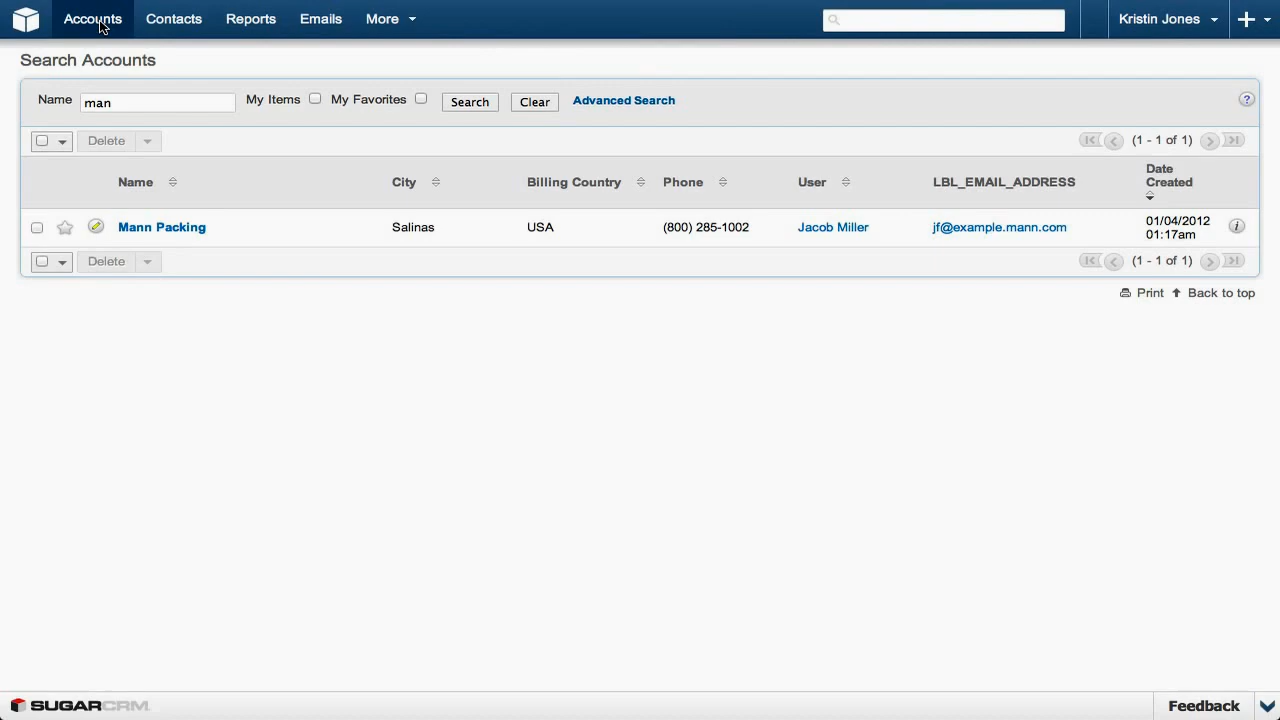 Accounts Contacts Reports Emails More Kristin Jones
Search Accounts
Name man My Items My Favorites Search Clear Advanced Search ?
Delete (1 - 1 of 1)
Name City Billing Country Phone User LBL_EMAIL_ADDRESS Date
Created
Mann Packing Salinas USA (800) 285-1002 Jacob Miller jf@example.mann.com 01/04/2012
01:17am i
Delete (1 - 1 of 1)
Print Back to top
SUGARCRM Feedback